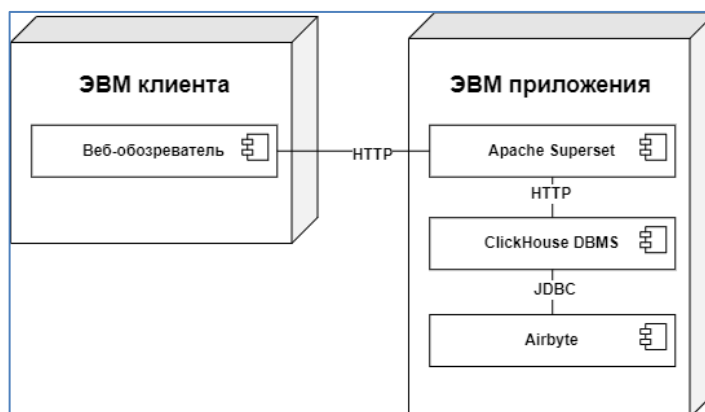 ЭВМ клиента
Веб-обозреватель
HTTP
ЭВМ приложения
Apache Superset
HTTP
ClickHouse DBMS
JDBC
Airbyte